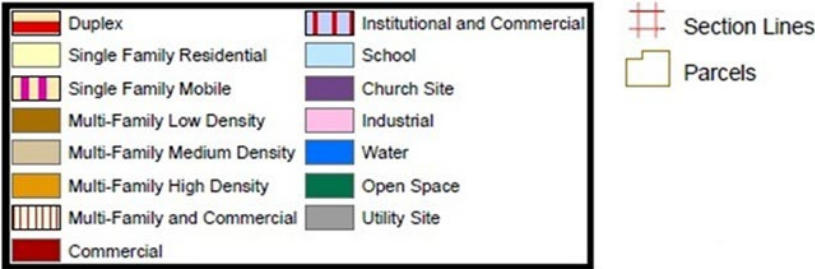 Duplex
Single Family Residential
Single Family Mobile
Multi-Family Low Density
Multi-Family Medium Density
Multi-Family High Density
Multi-Family and Commercial
Commercial
Institutional and Commercial
School
Church Site
Industrial
Water
Open Space
Utility Site
Section Lines
Parcels